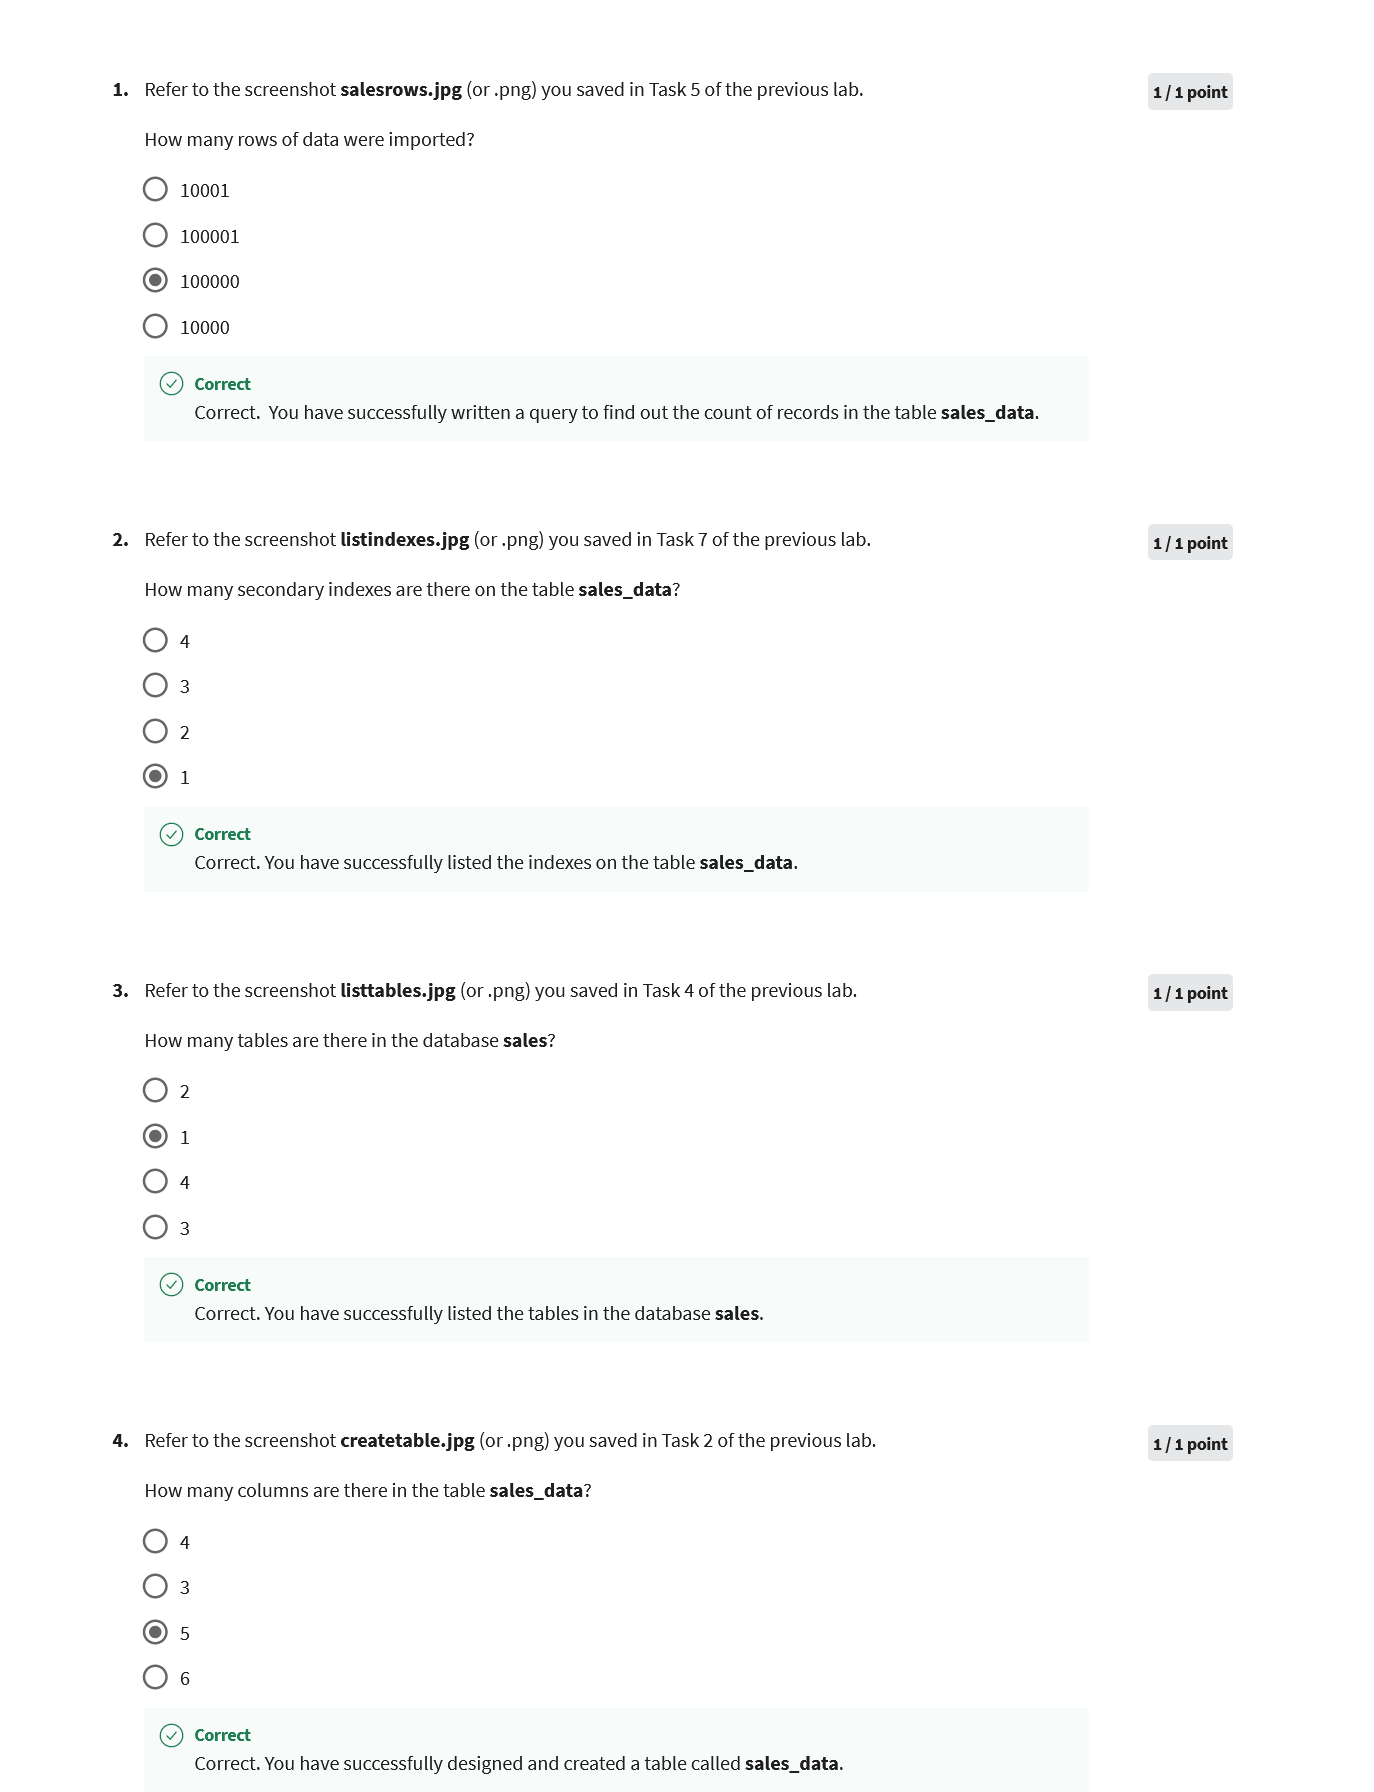 1. Refer to the screenshot salesrows.jpg (or .png) you saved in Task 5 of the previous lab.
1 / 1 point
How many rows of data were imported?
10001
100001
100000
10000
Correct
Correct.  You have successfully written a query to find out the count of records in the table sales_data.
2. Refer to the screenshot listindexes.jpg (or .png) you saved in Task 7 of the previous lab.
1 / 1 point
How many secondary indexes are there on the table sales_data?
4
3
2
1
Correct
Correct. You have successfully listed the indexes on the table sales_data.
3. Refer to the screenshot listtables.jpg (or .png) you saved in Task 4 of the previous lab.
1 / 1 point
How many tables are there in the database sales?
2
1
4
3
Correct
Correct. You have successfully listed the tables in the database sales.
4. Refer to the screenshot createtable.jpg (or .png) you saved in Task 2 of the previous lab.
1 / 1 point
How many columns are there in the table sales_data?
4
3
5
6
Correct
Correct. You have successfully designed and created a table called sales_data.